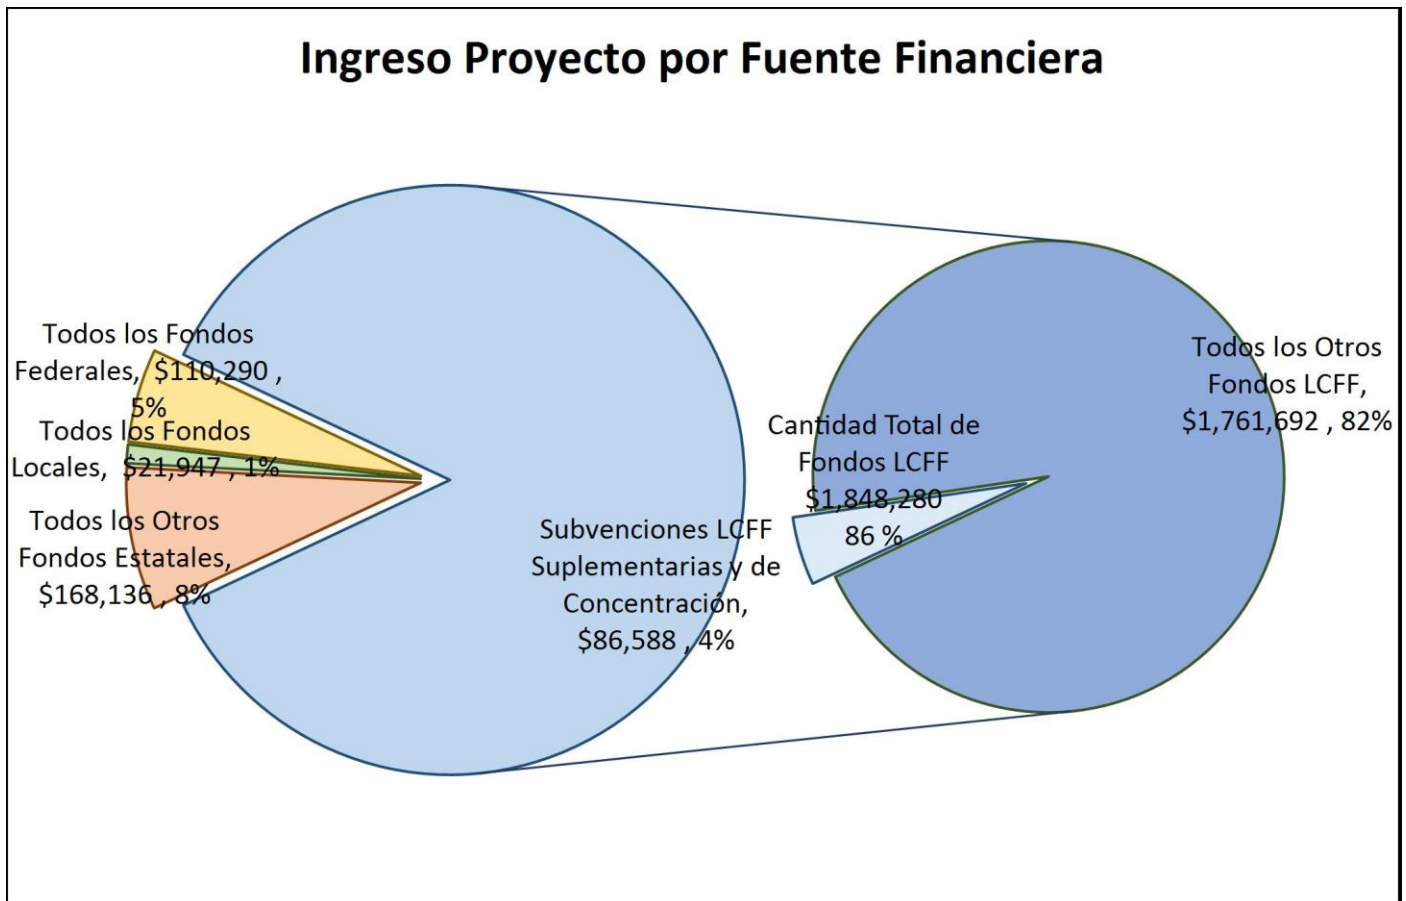 Ingreso Proyecto por Fuente Financiera
Todos los Fondos
Federales, $110,290 ,
5%
Todos los Fondos
Locales, $21,947 , 1%
Todos los Otros
Fondos Estatales,
$168,136 , 8%
Subvenciones LCFF
Suplementarias y de
Concentración,
$86,588 , 4%
Cantidad Total de
Fondos LCFF
$1,848,280
86 %
Todos los Otros
Fondos LCFF,
$1,761,692 , 82%